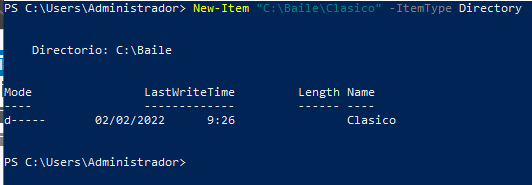 PS C:\Users\Administrador> New-Item "C:\Baile\Clasico" -ItemType Directory
Directorio: C:\Baile
Mode LastWriteTime Length Name
---- ------------- ------ ----
d----- 02/02/2022 9:26 Clasico
PS C:\Users\Administrador>